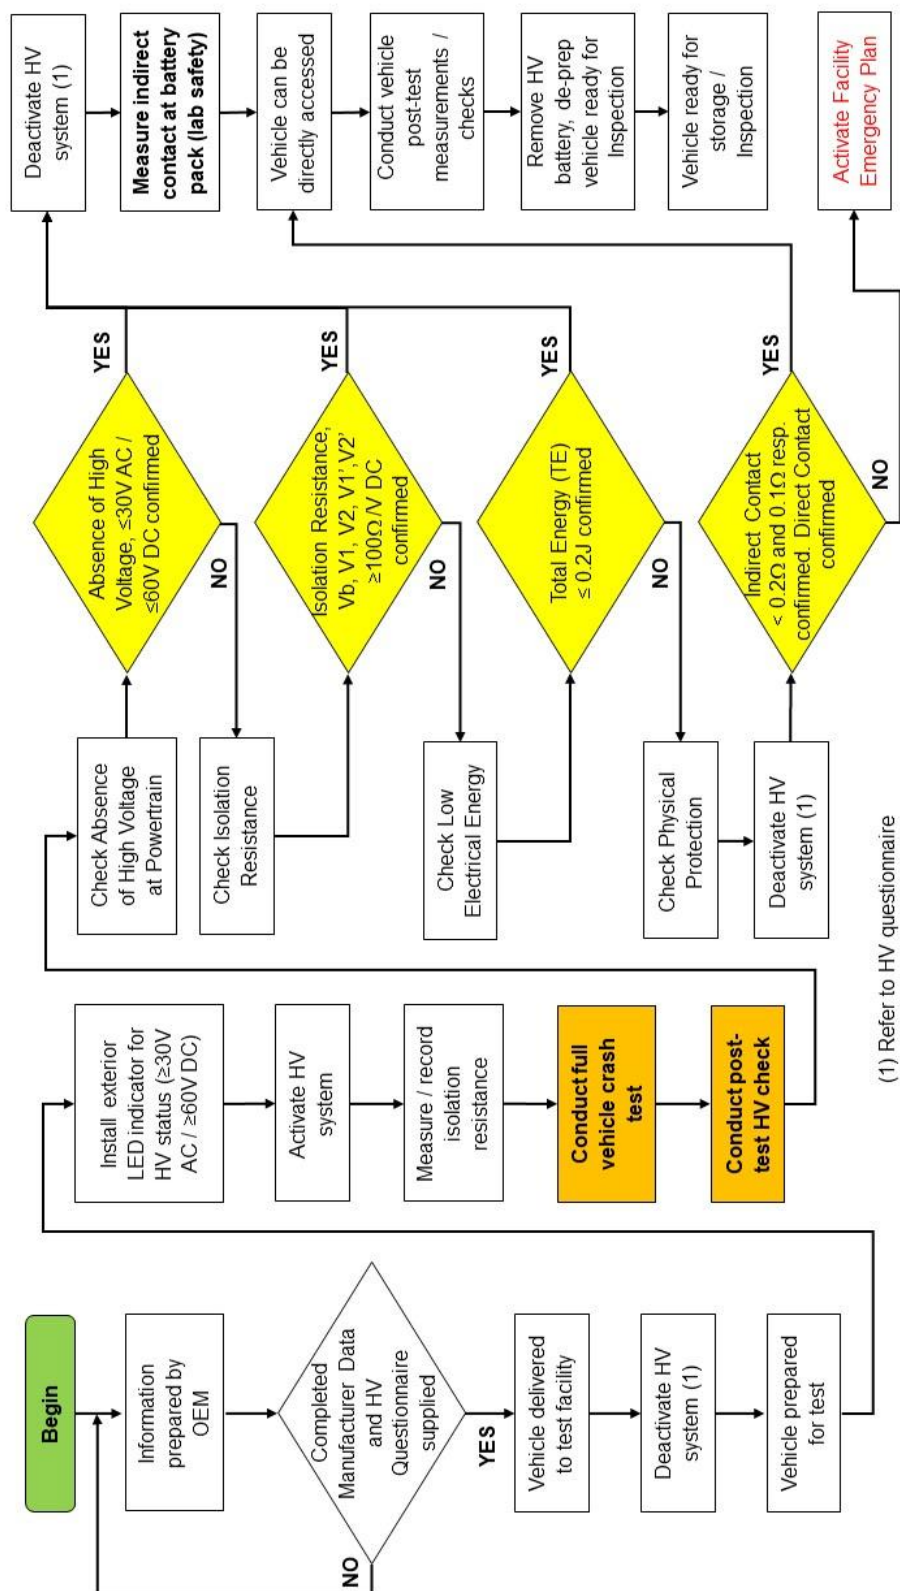 Begin
Information
prepared by
OEM
Completed
Manufacturer Data
and HV
Questionnaire
supplied
NO
YES
Vehicle delivered
to test facility
Deactivate HV
system (1)
Vehicle prepared
for test
Install exterior
LED indicator for
HV status (≥30V
AC / ≥60V DC)
Activate HV
system
Measure / record
isolation
resistance
Conduct full
vehicle crash
test
Conduct post-
test HV check
Check Absence
of High Voltage
at Powertrain
Absence of High
Voltage, ≤30V AC /
≤60V DC confirmed
YES
NO
Check Isolation
Resistance
Isolation Resistance,
Vb, V1, V2, V1',V2'
≥100Ω/V DC
confirmed
YES
NO
Check Low
Electrical Energy
Total Energy (TE)
≤ 0.2J confirmed
YES
NO
Check Physical
Protection
Deactivate HV
system (1)
Indirect Contact
< 0.2Ω and 0.1Ω resp.
confirmed. Direct Contact
confirmed
YES
NO
Deactivate HV
system (1)
Measure indirect
contact at battery
pack (lab safety)
Vehicle can be
directly accessed
Conduct vehicle
post-test
measurements /
checks
Remove HV
battery, de-prep
vehicle ready for
Inspection
Vehicle ready for
storage /
Inspection
Activate Facility
Emergency Plan
(1) Refer to HV questionnaire